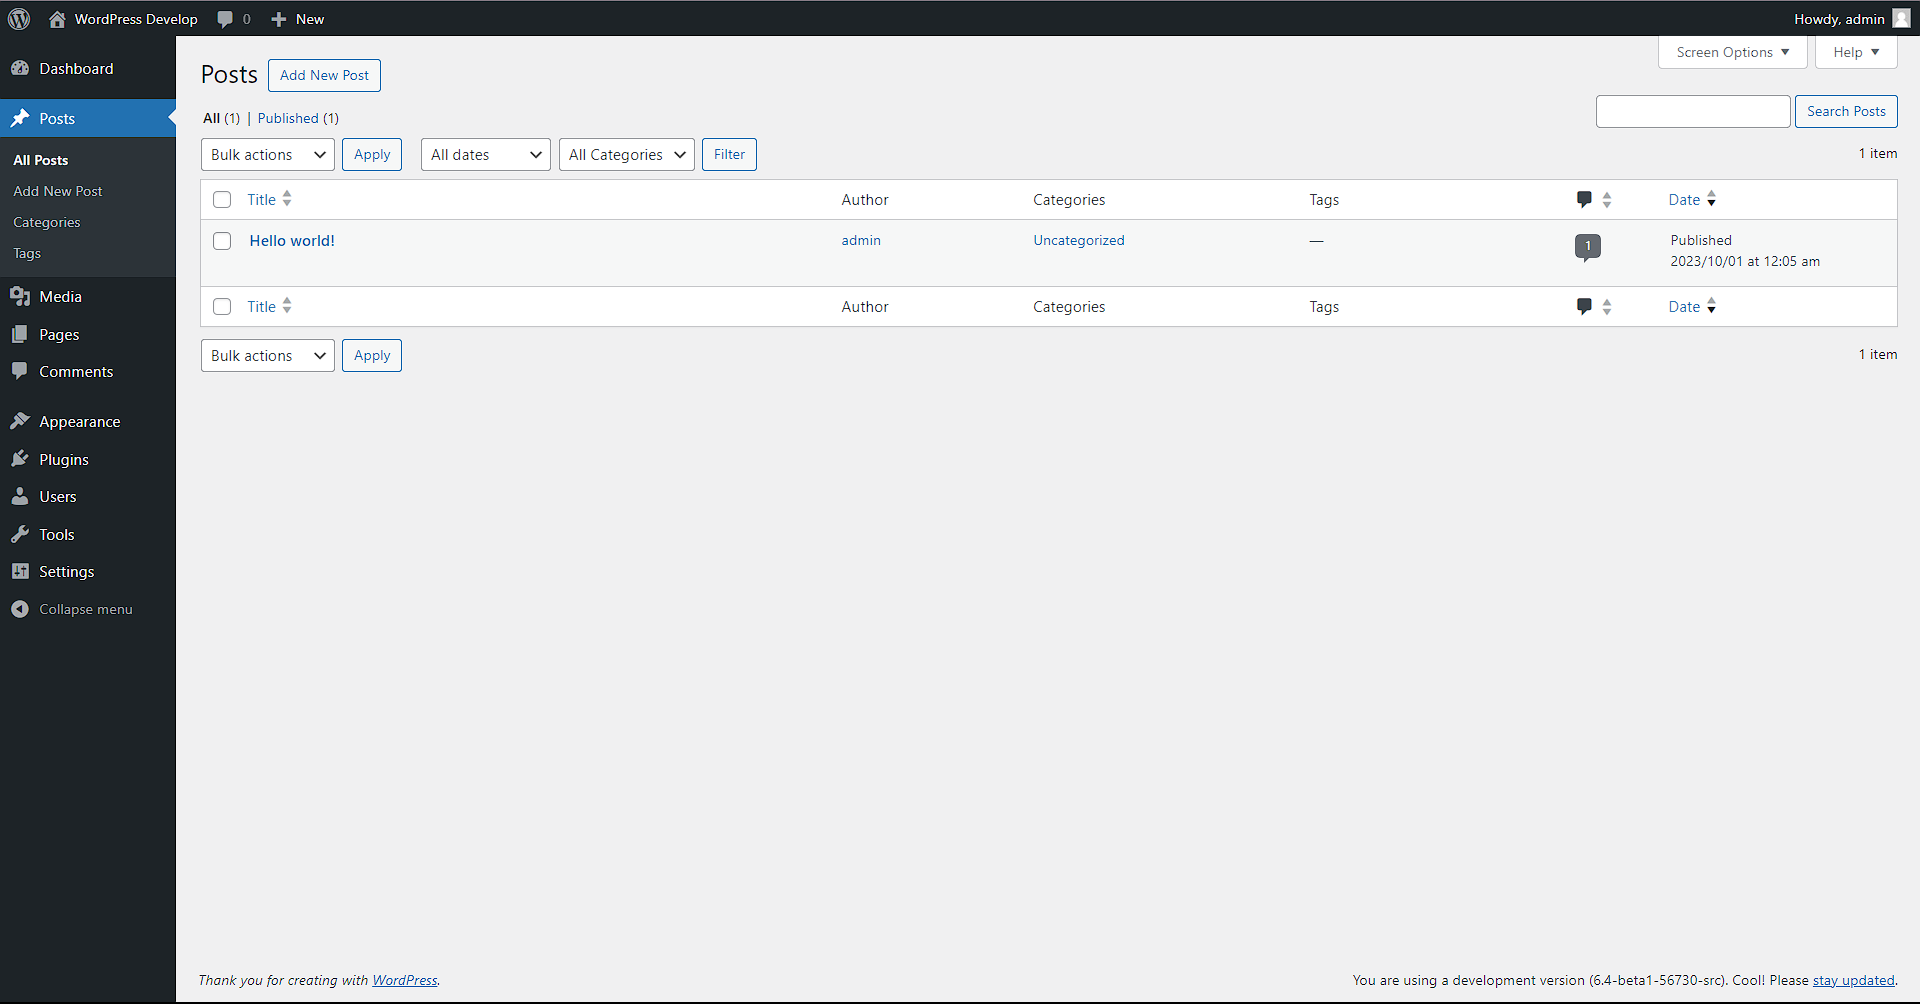 WordPress Develop 0 New Howdy, admin
Screen Options Help
Dashboard
Posts
All Posts
Add New Post
Categories
Tags
Media
Pages
Comments
Appearance
Plugins
Users
Tools
Settings
Collapse menu
Posts Add New Post
All (1) | Published (1)
Search Posts
Bulk actions Apply All dates All Categories Filter 1 item
Title Author Categories Tags Date
Hello world! admin Uncategorized — 1 Published
2023/10/01 at 12:05 am
Title Author Categories Tags Date
Bulk actions Apply 1 item
Thank you for creating with WordPress. You are using a development version (6.4-beta1-56730-src). Cool! Please stay updated.